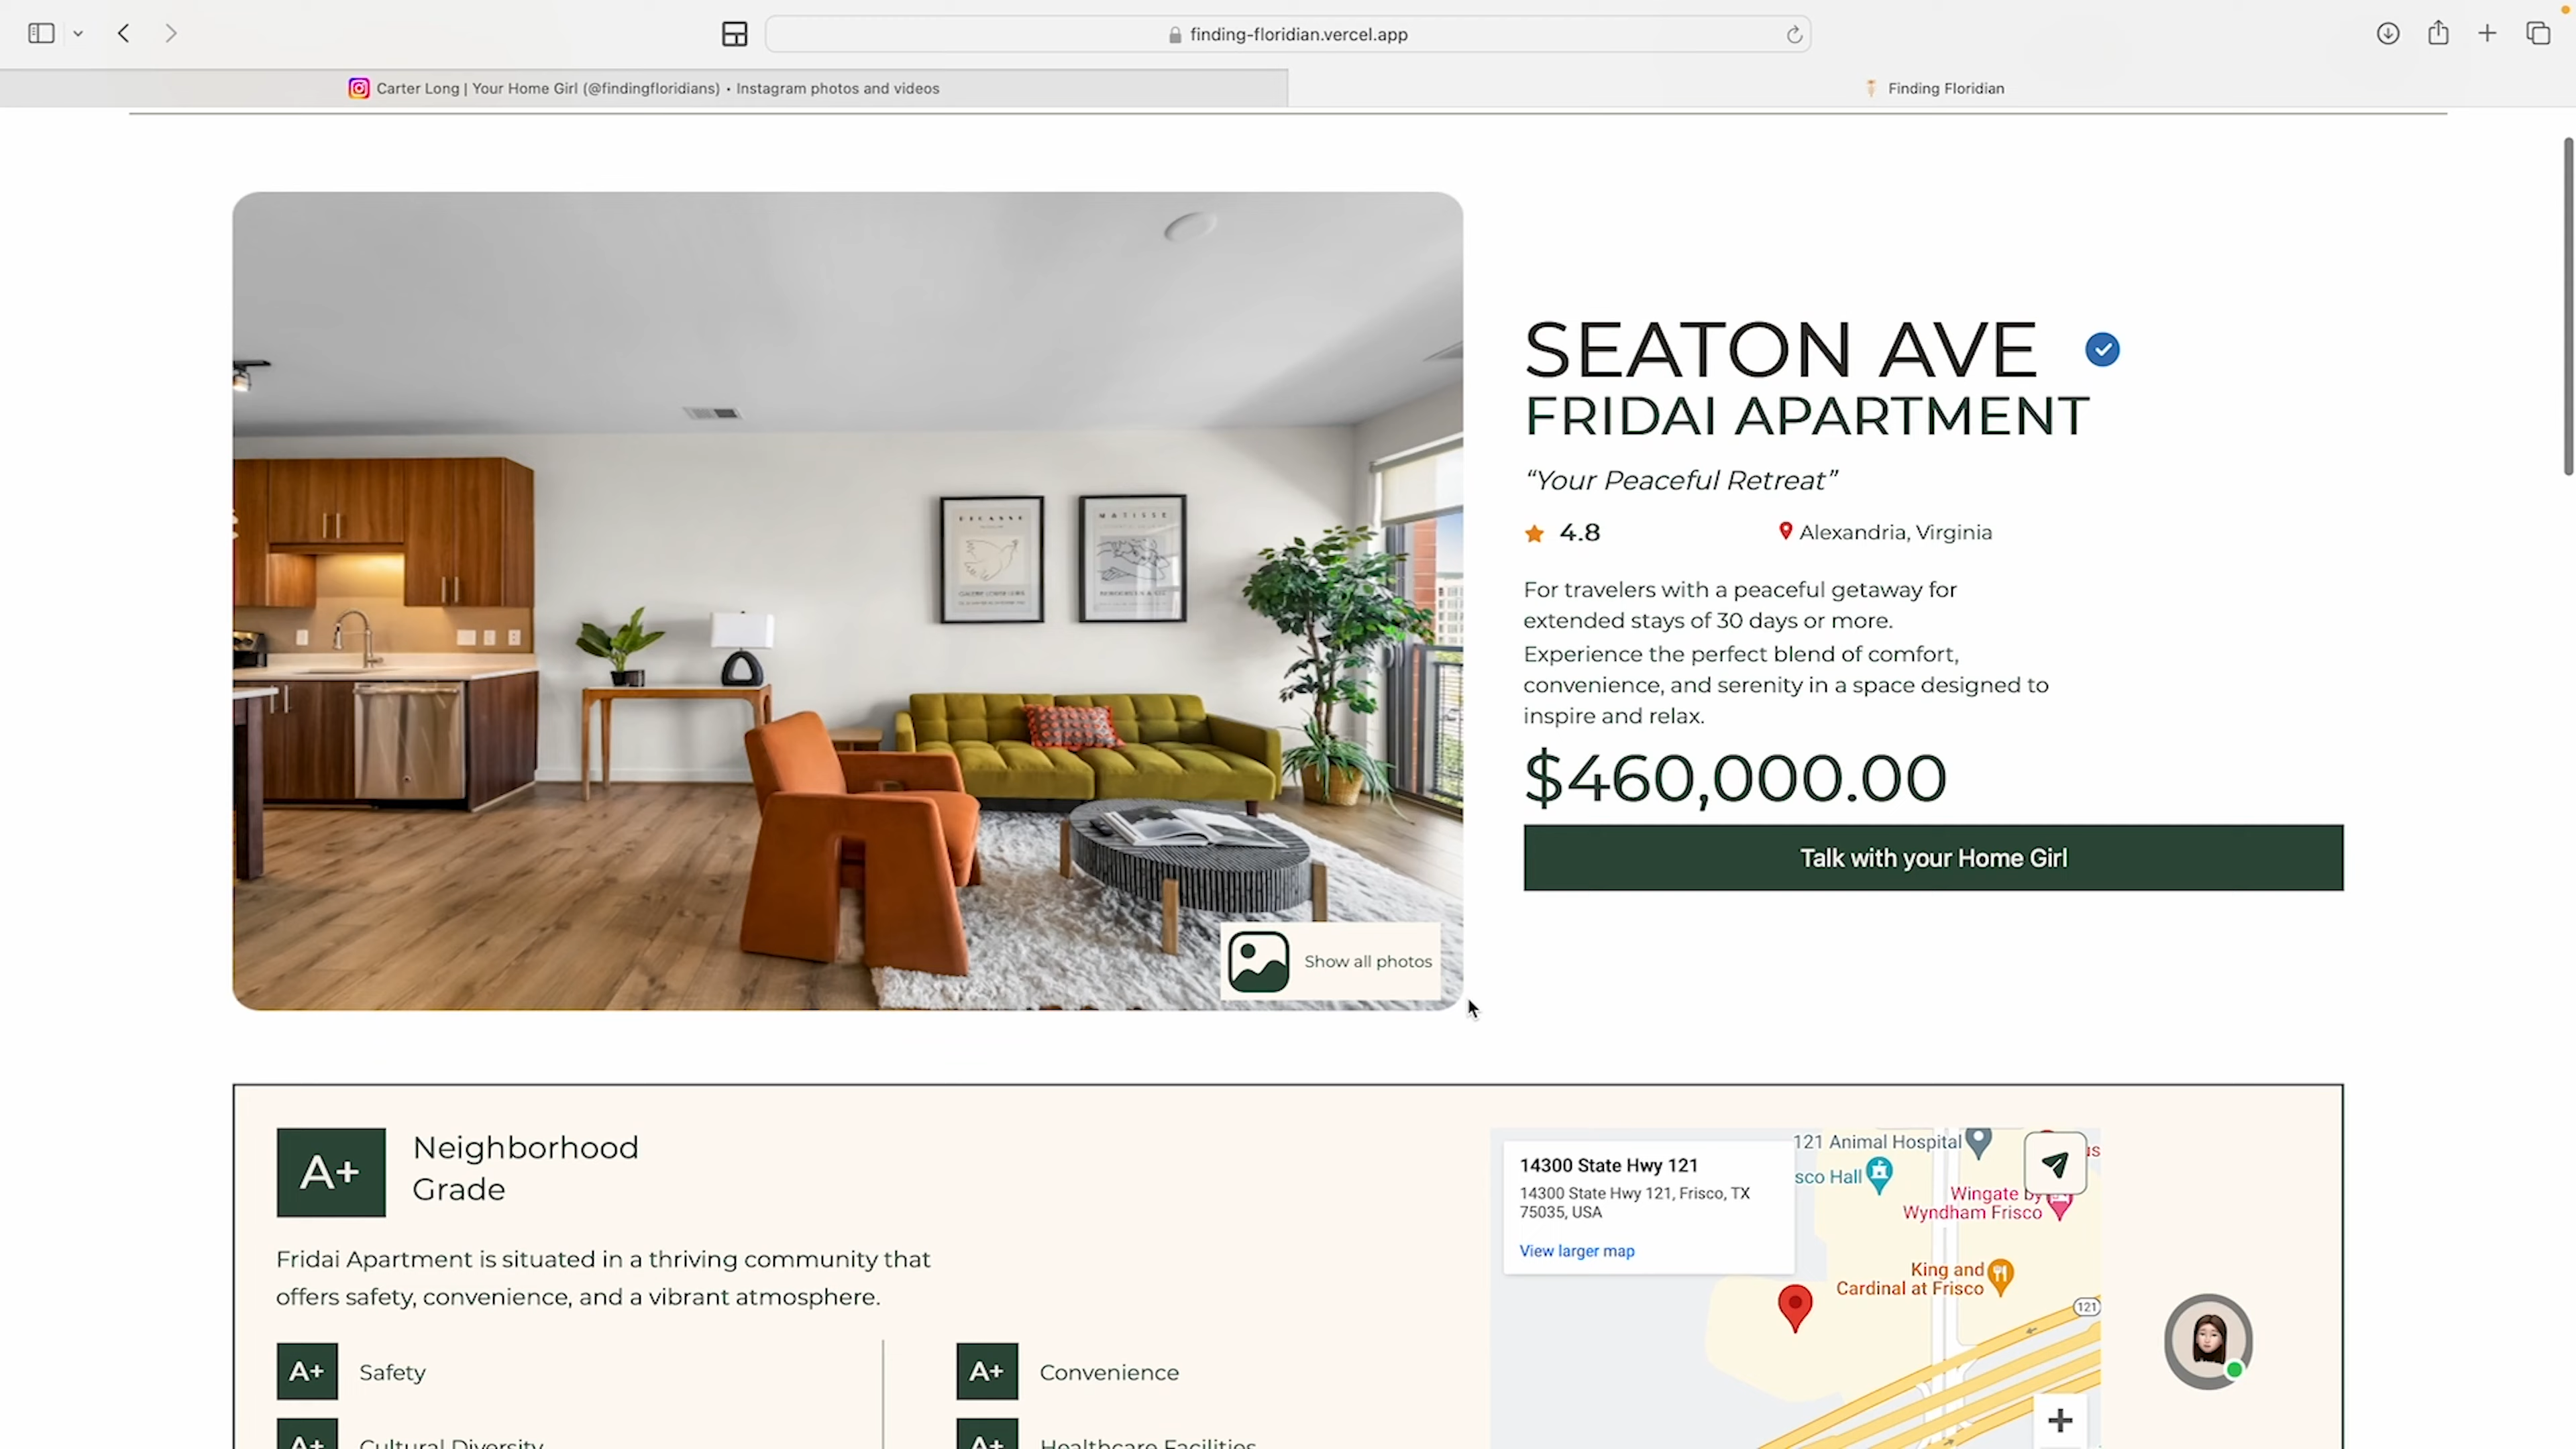 finding-floridian.vercel.app
Carter Long | Your Home Girl (@findingfloridians) • Instagram photos and videos
Finding Floridian
SEATON AVE
FRIDAI APARTMENT
“Your Peaceful Retreat”
4.8
Alexandria, Virginia
For travelers with a peaceful getaway for
extended stays of 30 days or more.
Experience the perfect blend of comfort,
convenience, and serenity in a space designed to
inspire and relax.
$460,000.00
Talk with your Home Girl
MATISSE
Show all photos
A+
Neighborhood
Grade
Fridai Apartment is situated in a thriving community that
offers safety, convenience, and a vibrant atmosphere.
A+ Safety
A+ Convenience
A+ Cultural Diversity
A+ Healthcare Facilities
14300 State Hwy 121
14300 State Hwy 121, Frisco, TX
75035, USA
View larger map
121 Animal Hospital
sco Hall
us
Wingate by
Wyndham Frisco
King and
Cardinal at Frisco
121